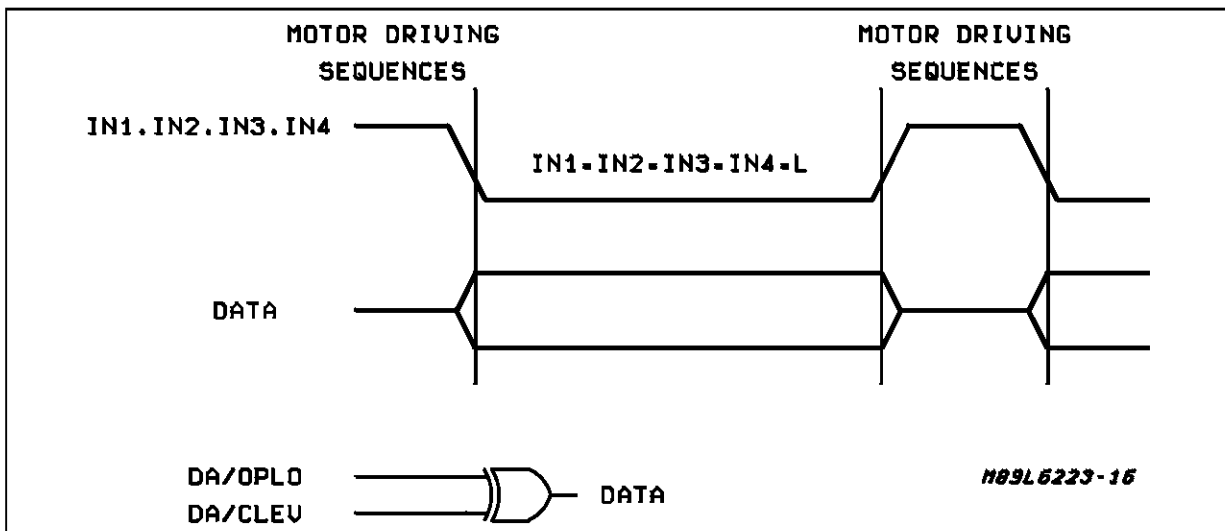 MOTOR DRIVING
SEQUENCES
MOTOR DRIVING
SEQUENCES
IN1.IN2.IN3.IN4
IN1=IN2=IN3=IN4=L
DATA
DA/OPLO
DA/CLEV
DATA
M89L6223-16